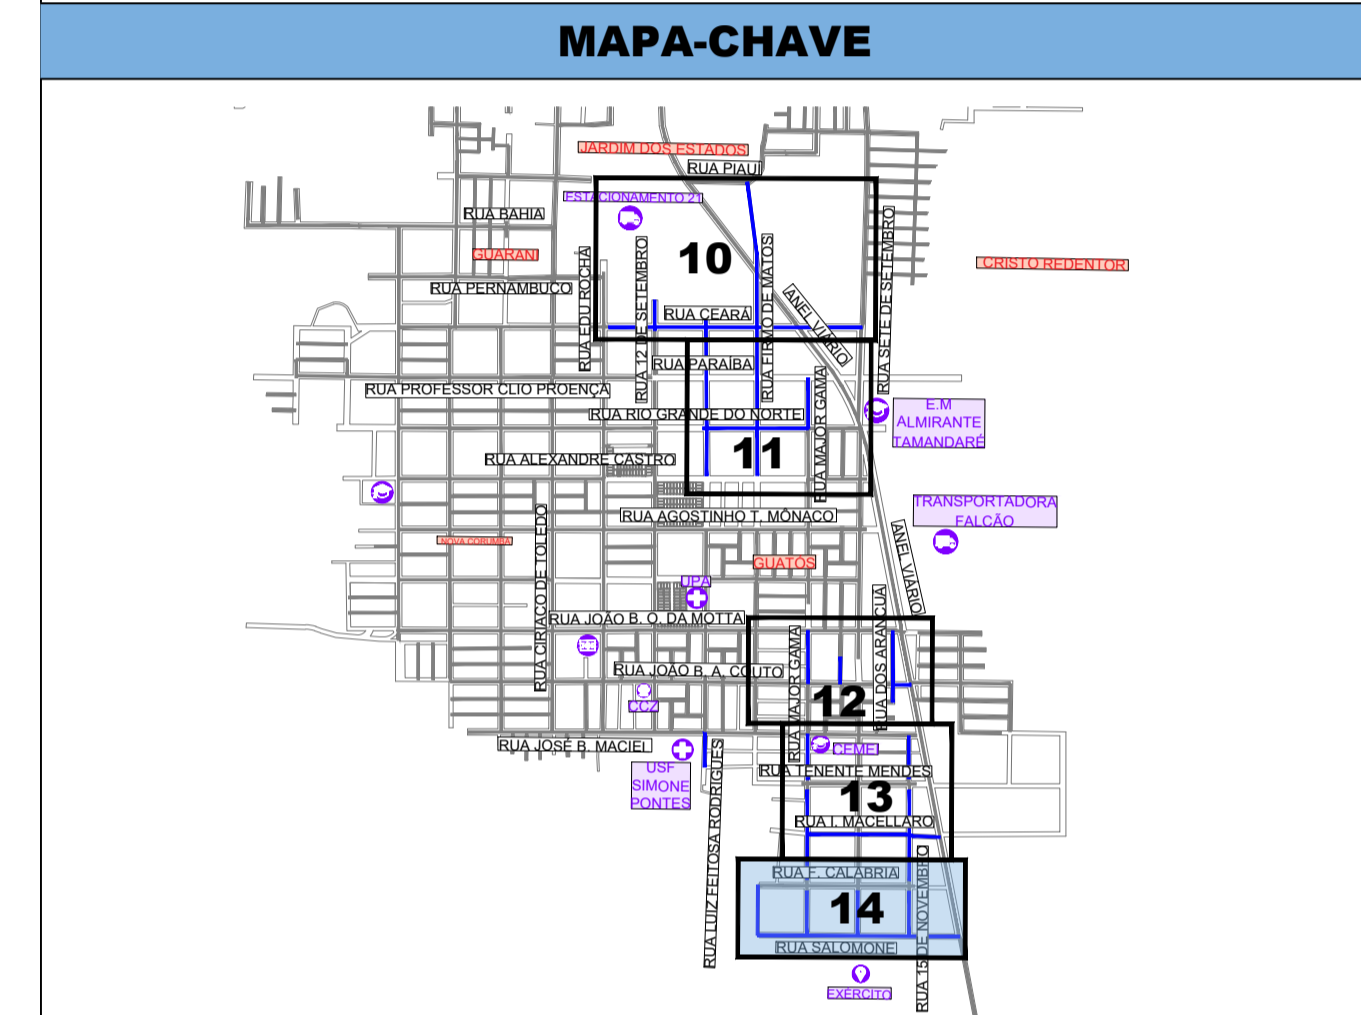 MAPA-CHAVE
JARDIM DOS ESTADOS
RUA PIAUÍ
ESTACIONAMENTO 21
RUA BAHIA
GUARANI
10
CRISTO REDENTOR
RUA PERNAMBUCO
RUA EDU ROCHA
RUA 12 DE SETEMBRO
RUA FIRMO DE MATOS
ANEL VIÁRIO
RUA SETE DE SETEMBRO
RUA CEARÁ
RUA PARAÍBA
RUA PROFESSOR CLIO PROENÇA
RUA RIO GRANDE DO NORTE
RUA MAJOR GAMA
E.M
ALMIRANTE
TAMANDARÉ
11
RUA ALEXANDRE CASTRO
TRANSPORTADORA
FALCÃO
RUA AGOSTINHO T. MÔNACO
NOVA CORUMBÁ
RUA CIRIACO DE TOLEDO
GUATÓS
ANEL VIÁRIO
UPA
RUA JOÃO B. O. DA MOTTA
RUA JOÃO B. A. COUTO
RUA MAJOR GAMA
RUA DOS ARANCUÃ
12
CCZ
RUA JOSÉ B. MACIEL
CEMEI
USF
SIMONE
PONTES
RUA LUIZ FEITOSA RODRIGUES
RUA TENENTE MENDES
13
RUA I. MACELLARO
RUA F. CALÁBRIA
14
RUA 15 DE NOVEMBRO
RUA SALOMONE
EXÉRCITO